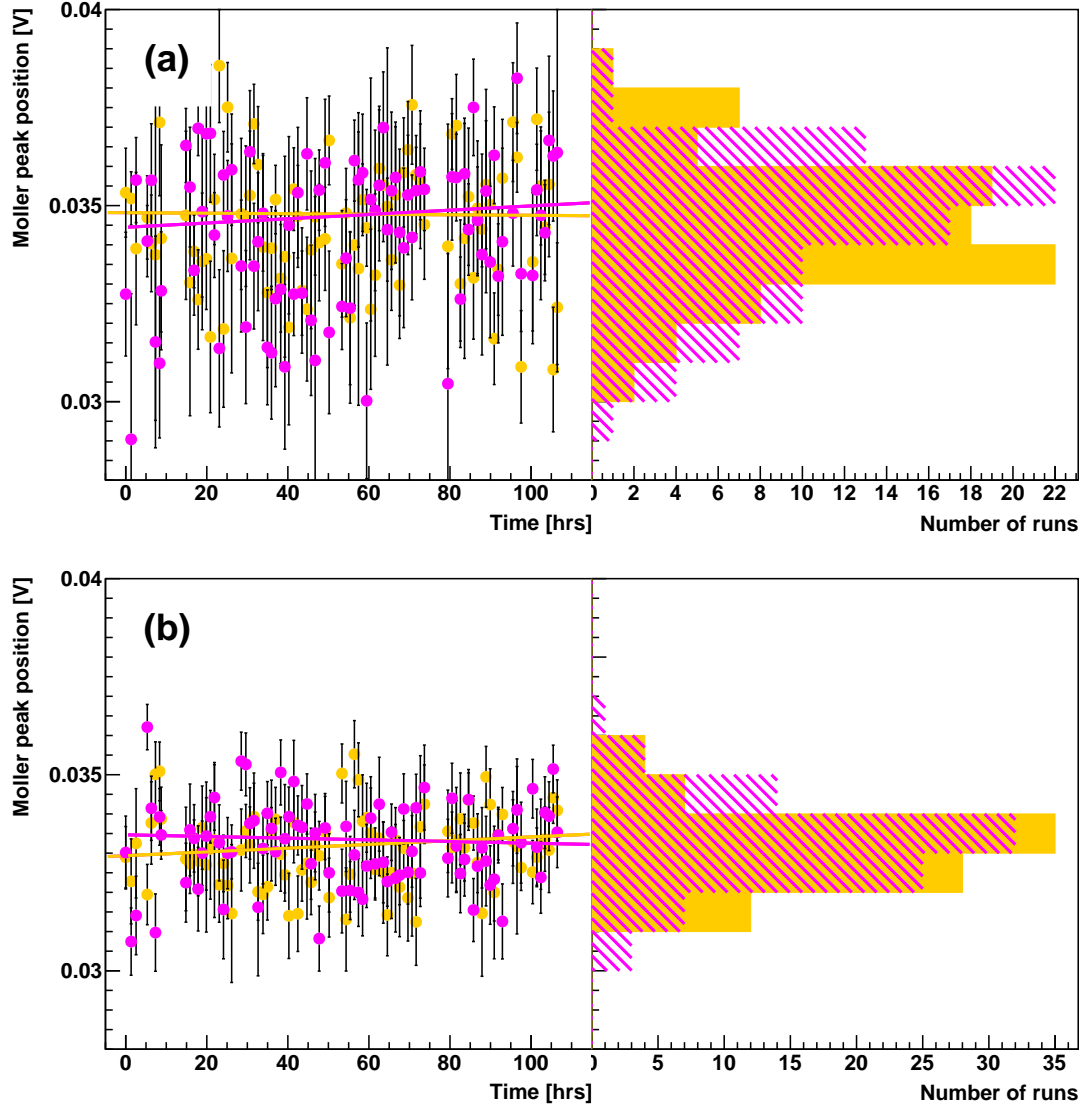 Moller peak position [V]
0.04
0.035
0.03
(a)
0 20 40 60 80 100
Time [hrs]
0 2 4 6 8 10 12 14 16 18 20 22
Number of runs
Moller peak position [V]
0.04
0.035
0.03
(b)
0 20 40 60 80 100
Time [hrs]
0 5 10 15 20 25 30 35
Number of runs